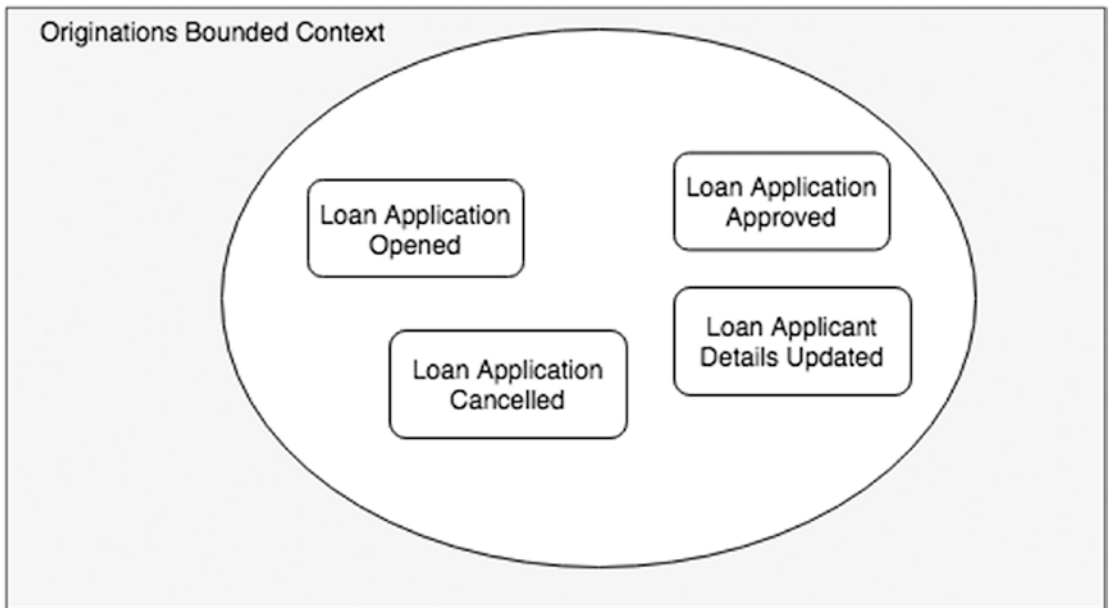 Originations Bounded Context
Loan Application
Opened
Loan Application
Approved
Loan Application
Cancelled
Loan Applicant
Details Updated